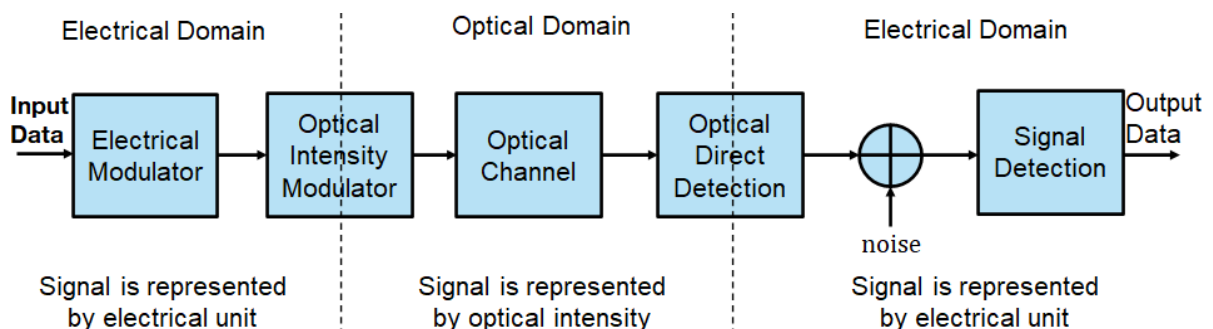 Electrical Domain
Optical Domain
Electrical Domain
Input
Data
Electrical
Modulator
Optical
Intensity
Modulator
Optical
Channel
Optical
Direct
Detection
noise
Signal
Detection
Output
Data
Signal is represented
by electrical unit
Signal is represented
by optical intensity
Signal is represented
by electrical unit